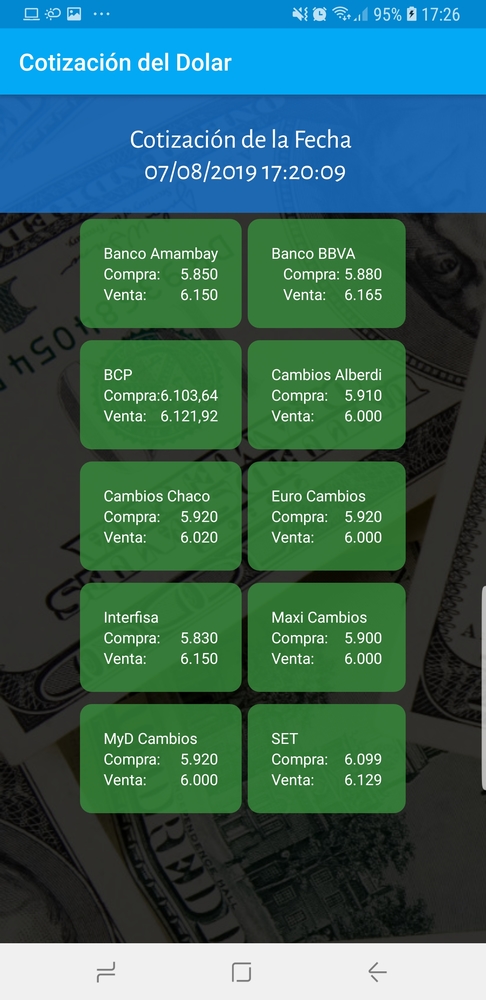 95% 17:26
Cotización del Dolar
Cotización de la Fecha
07/08/2019 17:20:09
Banco Amambay
Compra: 5.850
Venta: 6.150
Banco BBVA
Compra: 5.880
Venta: 6.165
BCP
Compra:6.103,64
Venta: 6.121,92
Cambios Alberdi
Compra: 5.910
Venta: 6.000
Cambios Chaco
Compra: 5.920
Venta: 6.020
Euro Cambios
Compra: 5.920
Venta: 6.000
Interfisa
Compra: 5.830
Venta: 6.150
Maxi Cambios
Compra: 5.900
Venta: 6.000
MyD Cambios
Compra: 5.920
Venta: 6.000
SET
Compra: 6.099
Venta: 6.129